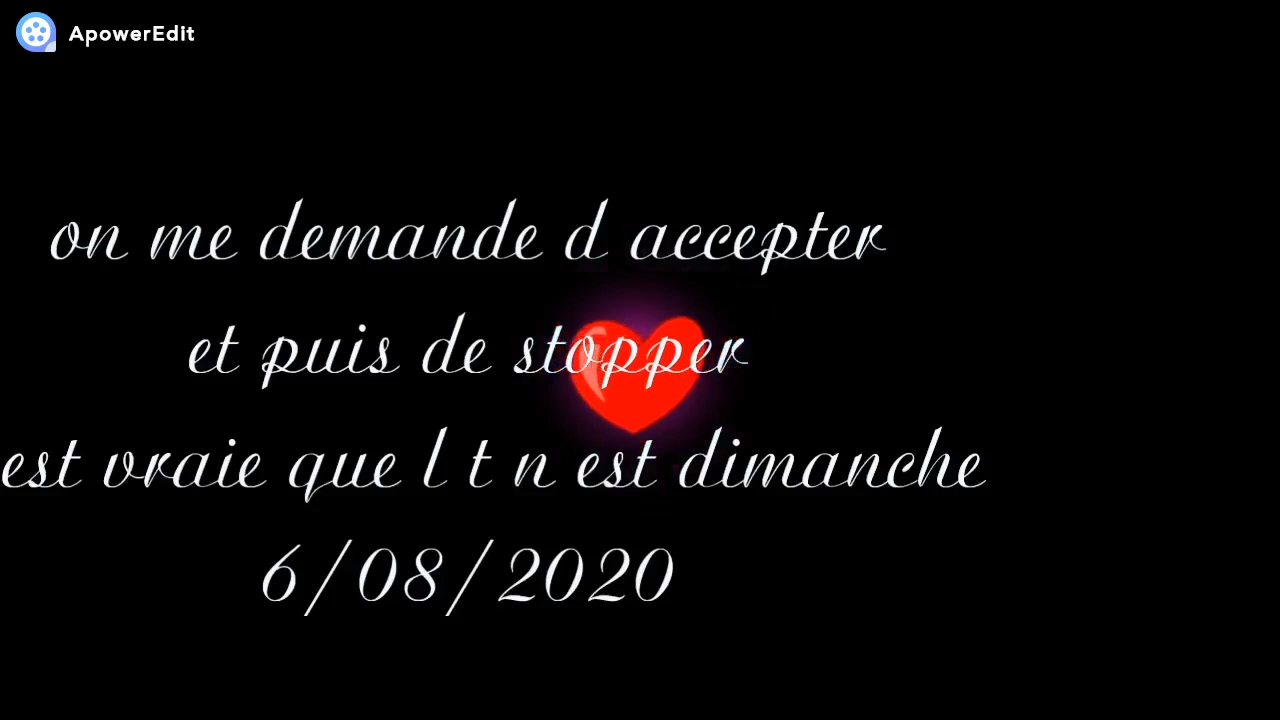 ApowerEdit
on me demande d accepter
et puis de stopper
est vraie que l t n est dimanche
6/08/2020